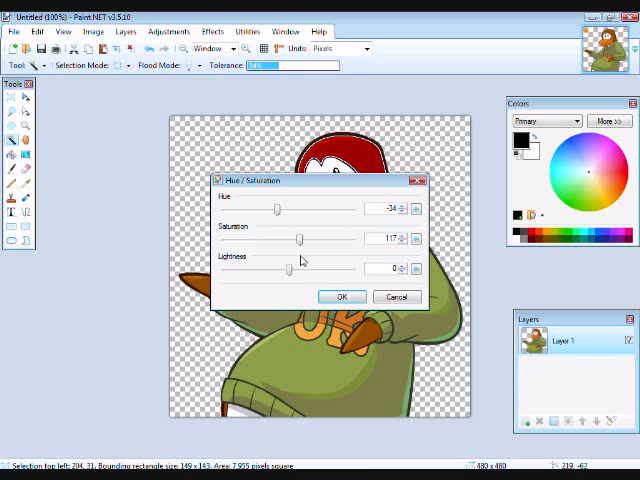 Untitled (100%) - Paint.NET v3.5.10
File Edit View Image Layers Adjustments Effects Utilities Window Help
Window Units: Pixels
Tool: Selection Mode: Flood Mode: Tolerance: 34%
Tools
Colors
Primary More >>
Hue / Saturation
Hue
-34
Saturation
117
Lightness
0
OK Cancel
Layers
Layer 1
Selection top left: 204, 31. Bounding rectangle size: 149 x 143. Area: 7,955 pixels square 480 x 480 219, -62